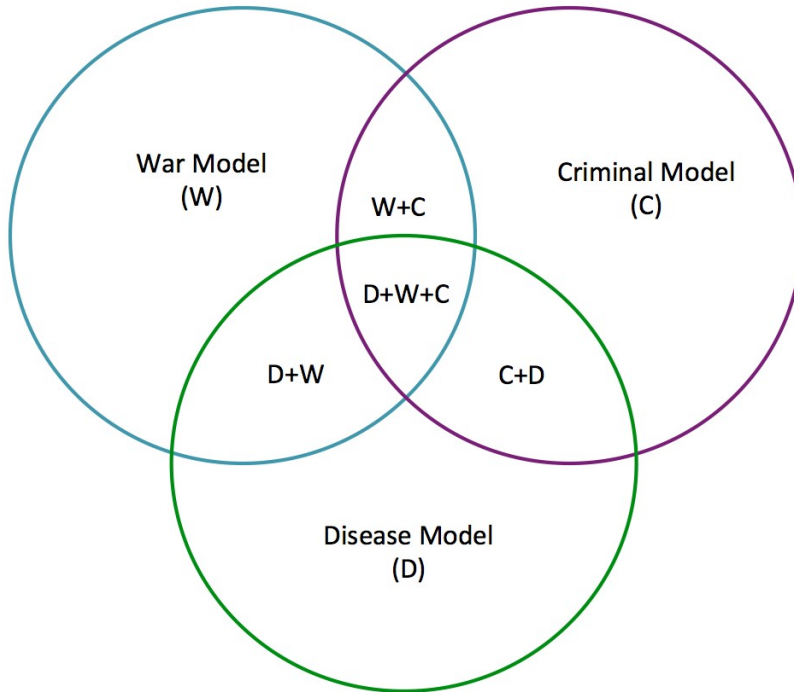 War Model
(W)
Criminal Model
(C)
W+C
D+W+C
D+W
C+D
Disease Model
(D)